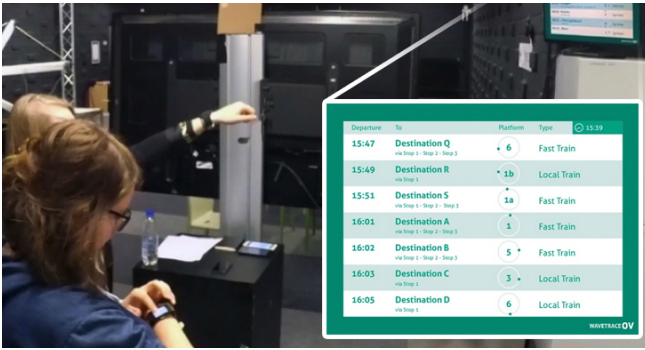 Departure To Platform Type 15:39
15:47 Destination Q 6 Fast Train
via Stop 1 - Stop 2 - Stop 3
15:49 Destination R 1b Local Train
via Stop 1
15:51 Destination S 1a Fast Train
via Stop 1 - Stop 2 - Stop 3
16:01 Destination A 1 Fast Train
via Stop 1 - Stop 2 - Stop 3
16:02 Destination B 5 Fast Train
via Stop 1 - Stop 2 - Stop 3
16:03 Destination C 3 Local Train
via Stop 1
16:05 Destination D 6 Local Train
via Stop 1
WAVETRACE OV